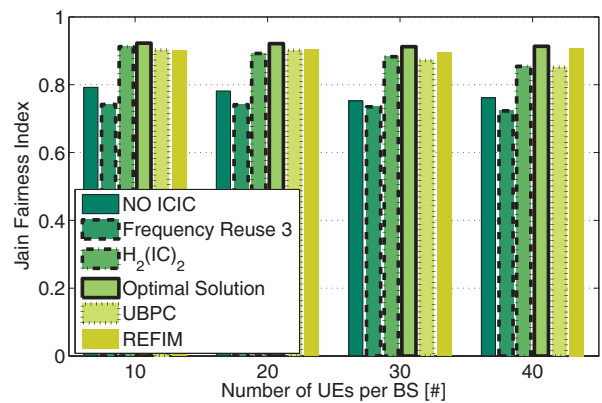 1
0.8
0.6
0.4
0.2
0
Jain Fairness Index
NO ICIC
Frequency Reuse 3
H₂(IC)₂
Optimal Solution
UBPC
REFIM
10 20 30 40
Number of UEs per BS [#]